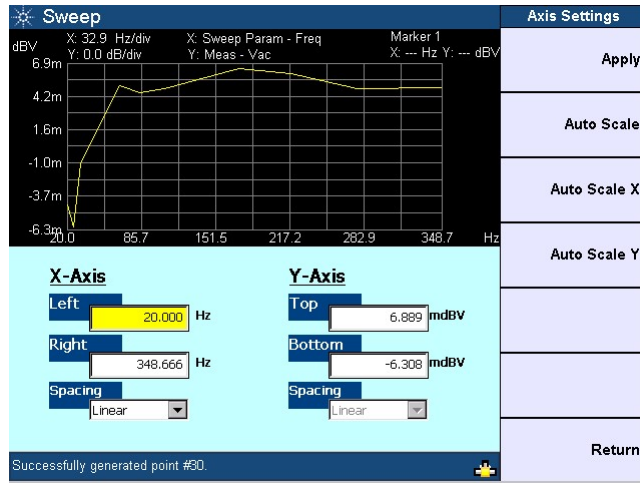 Sweep
Axis Settings
dBV
X: 32.9 Hz/div
X: Sweep Param - Freq
Marker 1
Y: 0.0 dB/div
Y: Meas - Vac
X: --- Hz Y: --- dBV
6.9m
4.2m
1.6m
-1.0m
-3.7m
-6.3m
20.0
85.7
151.5
217.2
282.9
348.7
Hz
X-Axis
Left
20.000 Hz
Right
348.666 Hz
Spacing
Linear
Y-Axis
Top
6.889 mdBV
Bottom
-6.308 mdBV
Spacing
Linear
Successfully generated point #30.
Apply
Auto Scale
Auto Scale X
Auto Scale Y
Return